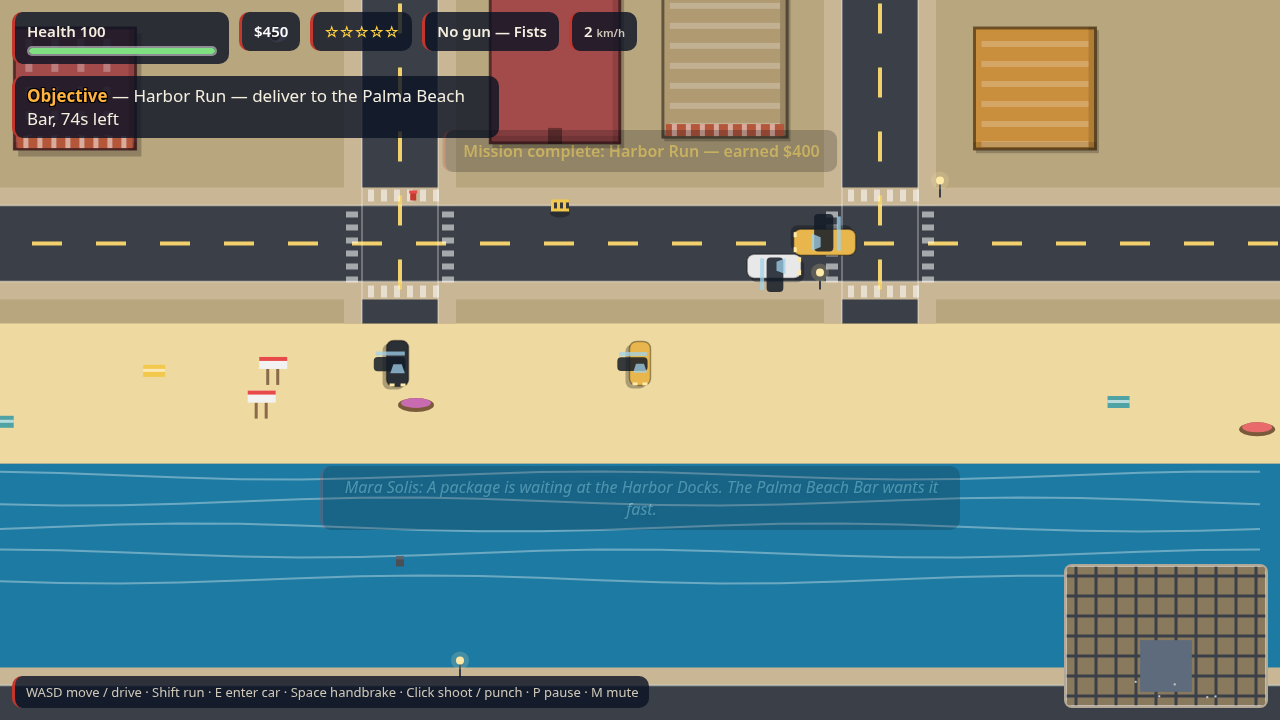 Health 100
$450
☆☆☆☆☆
No gun — Fists
2 km/h
Objective — Harbor Run — deliver to the Palma Beach
Bar, 74s left
Mission complete: Harbor Run — earned $400
Mara Solis: A package is waiting at the Harbor Docks. The Palma Beach Bar wants it
fast.
WASD move / drive · Shift run · E enter car · Space handbrake · Click shoot / punch · P pause · M mute